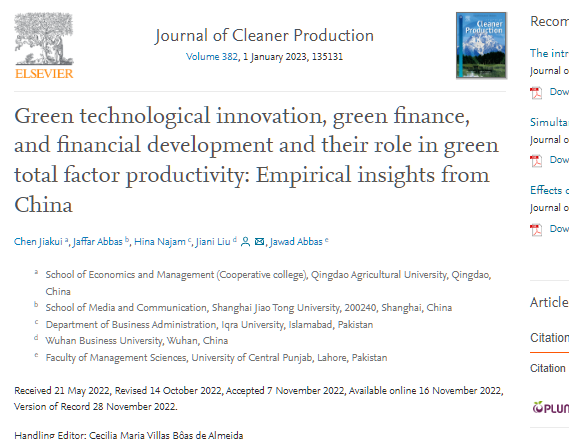 ELSEVIER
Journal of Cleaner Production
Volume 382, 1 January 2023, 135131
Cleaner
Production
Green technological innovation, green finance,
and financial development and their role in green
total factor productivity: Empirical insights from
China
Chen Jiakui a, Jaffar Abbas b, Hina Najam c, Jiani Liu d, Jawad Abbas e
a School of Economics and Management (Cooperative college), Qingdao Agricultural University, Qingdao,
China
b School of Media and Communication, Shanghai Jiao Tong University, 200240, Shanghai, China
c Department of Business Administration, Iqra University, Islamabad, Pakistan
d Wuhan Business University, Wuhan, China
e Faculty of Management Sciences, University of Central Punjab, Lahore, Pakistan
Received 21 May 2022, Revised 14 October 2022, Accepted 7 November 2022, Available online 16 November 2022,
Version of Record 28 November 2022.
Handling Editor: Cecilia Maria Villas Bôas de Almeida
Recom
The intr
Journal o
Dow
Simulta
Journal o
Dow
Effects o
Journal o
Dow
Article
Citation
Citation
PLUM